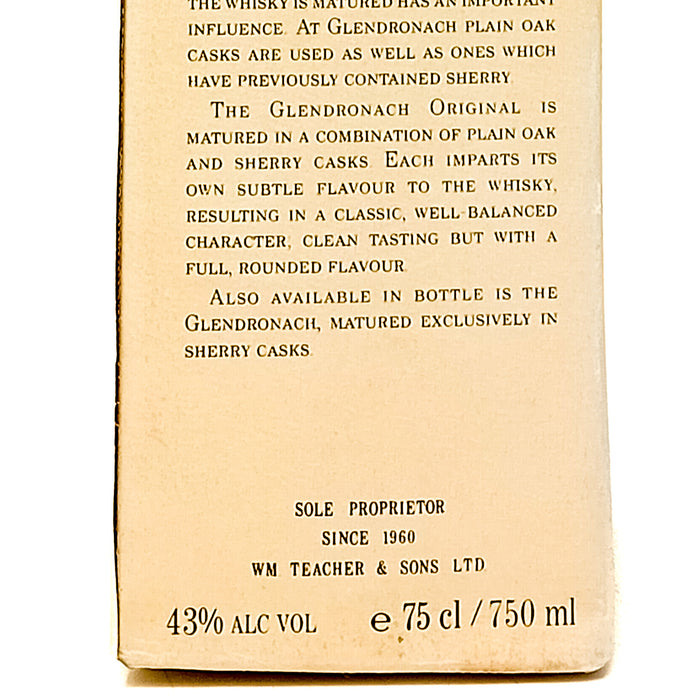 THE WHISKY IS MATURED HAS AN IMPORTANT
INFLUENCE. AT GLENDRONACH PLAIN OAK
CASKS ARE USED AS WELL AS ONES WHICH
HAVE PREVIOUSLY CONTAINED SHERRY.
THE GLENDRONACH ORIGINAL IS
MATURED IN A COMBINATION OF PLAIN OAK
AND SHERRY CASKS. EACH IMPARTS ITS
OWN SUBTLE FLAVOUR TO THE WHISKY,
RESULTING IN A CLASSIC, WELL-BALANCED
CHARACTER, CLEAN TASTING BUT WITH A
FULL, ROUNDED FLAVOUR.
ALSO AVAILABLE IN BOTTLE IS THE
GLENDRONACH, MATURED EXCLUSIVELY IN
SHERRY CASKS.
SOLE PROPRIETOR
SINCE 1960
WM. TEACHER & SONS LTD.
43% ALC VOL e 75 cl / 750 ml